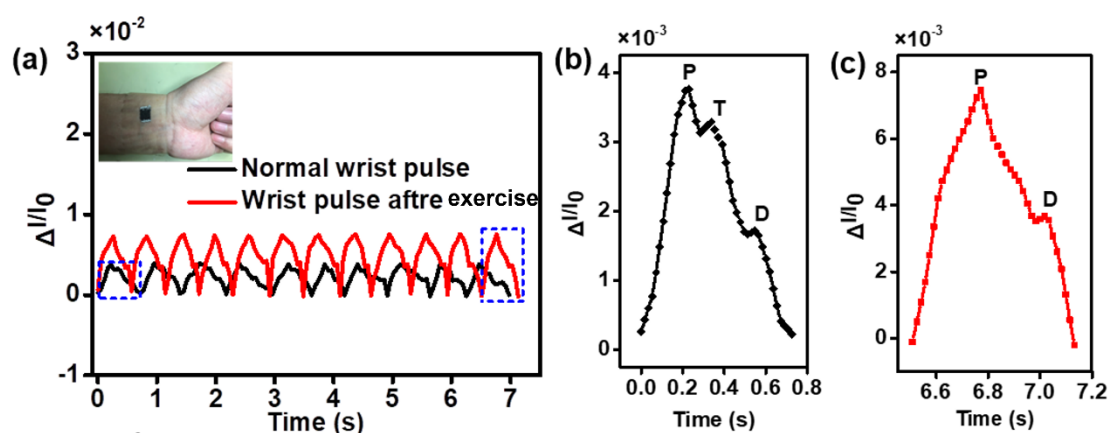 (a)
×10⁻²
3
2
1
0
-1
ΔI/I₀
Normal wrist pulse
Wrist pulse aftre exercise
0 1 2 3 4 5 6 7
Time (s)
(b)
×10⁻³
4
3
2
1
0
ΔI/I₀
P
T
D
0.0 0.2 0.4 0.6 0.8
Time (s)
(c)
×10⁻³
8
6
4
2
0
ΔI/I₀
P
D
6.6 6.8 7.0 7.2
Time (s)